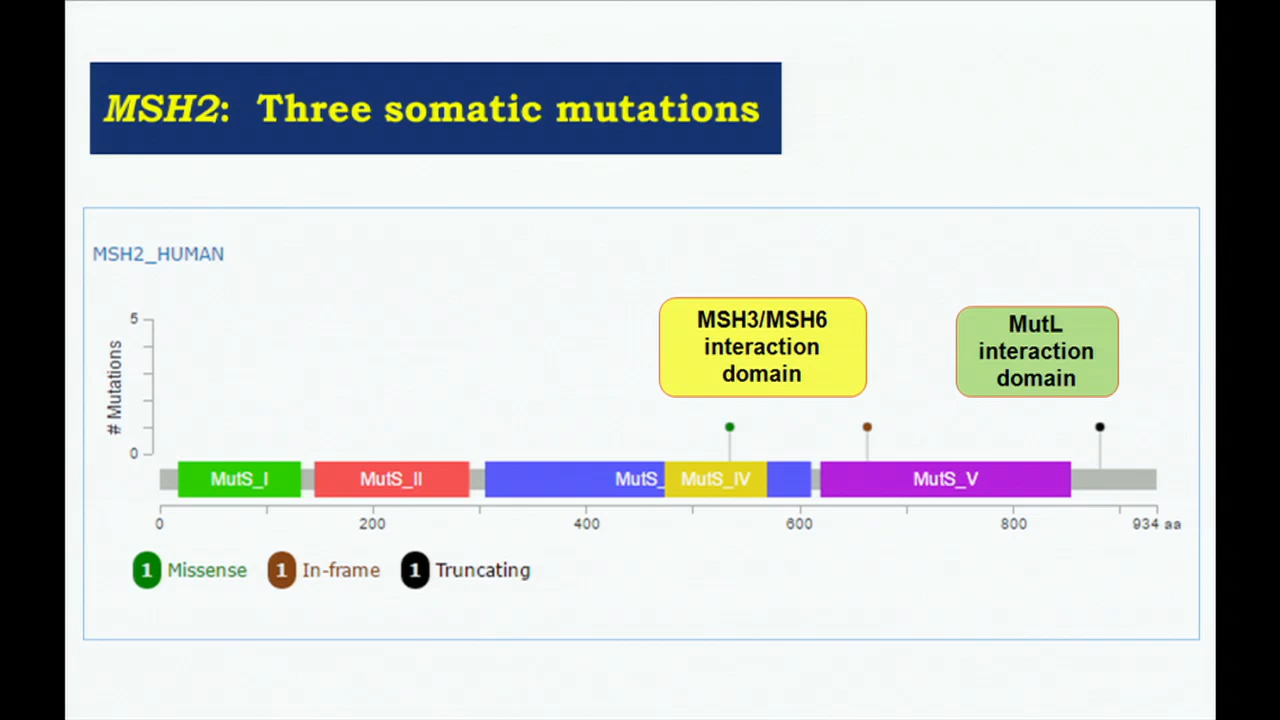 MSH2: Three somatic mutations
MSH2_HUMAN
MSH3/MSH6
interaction
domain
MutL
interaction
domain
5
# Mutations
0
MutS_I
MutS_II
MutS_
MutS_IV
MutS_V
0
200
400
600
800
934 aa
1 Missense
1 In-frame
1 Truncating